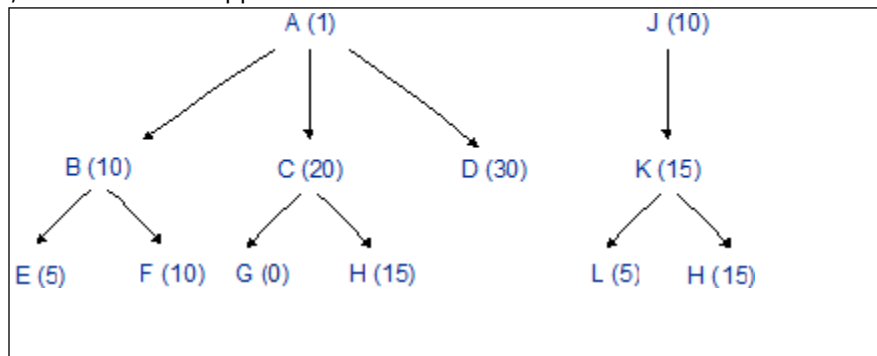 A (1) J (10)
B (10) C (20) D (30) K (15)
E (5) F (10) G (0) H (15) L (5) H (15)